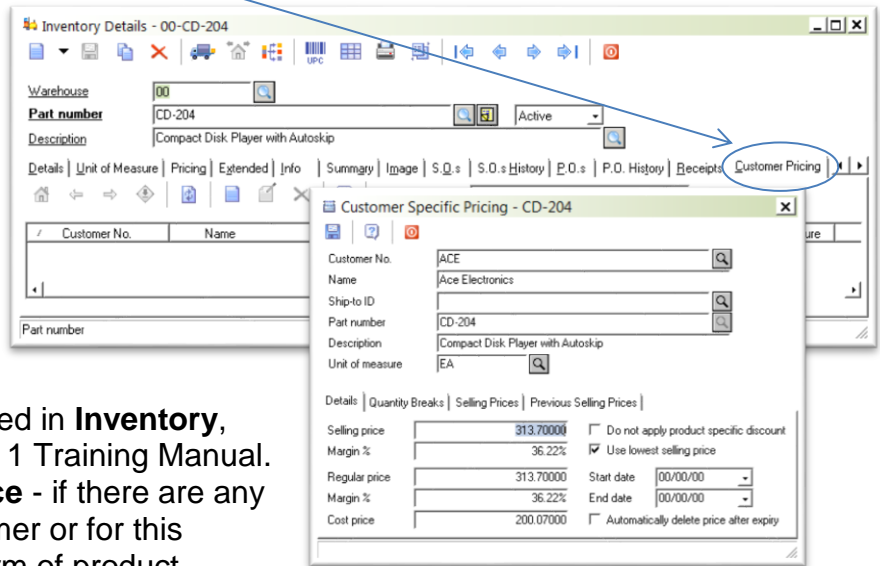 Inventory Details - 00-CD-204
UPC
Warehouse 00
Part number CD-204 Active
Description Compact Disk Player with Autoskip
Details Unit of Measure Pricing Extended Info Summary Image S.O.s S.O.s History P.O.s P.O. History Receipts Customer Pricing
Customer No. Name
Part number
Customer Specific Pricing - CD-204
Customer No. ACE
Name Ace Electronics
Ship-to ID
Part number CD-204
Description Compact Disk Player with Autoskip
Unit of measure EA
Details Quantity Breaks Selling Prices Previous Selling Prices
Selling price 313.70000 Do not apply product specific discount
Margin % 36.22% Use lowest selling price
Regular price 313.70000 Start date 00/00/00
Margin % 36.22% End date 00/00/00
Cost price 200.07000 Automatically delete price after expiry
ed in Inventory,
1 Training Manual.
ce - if there are any
mer or for this